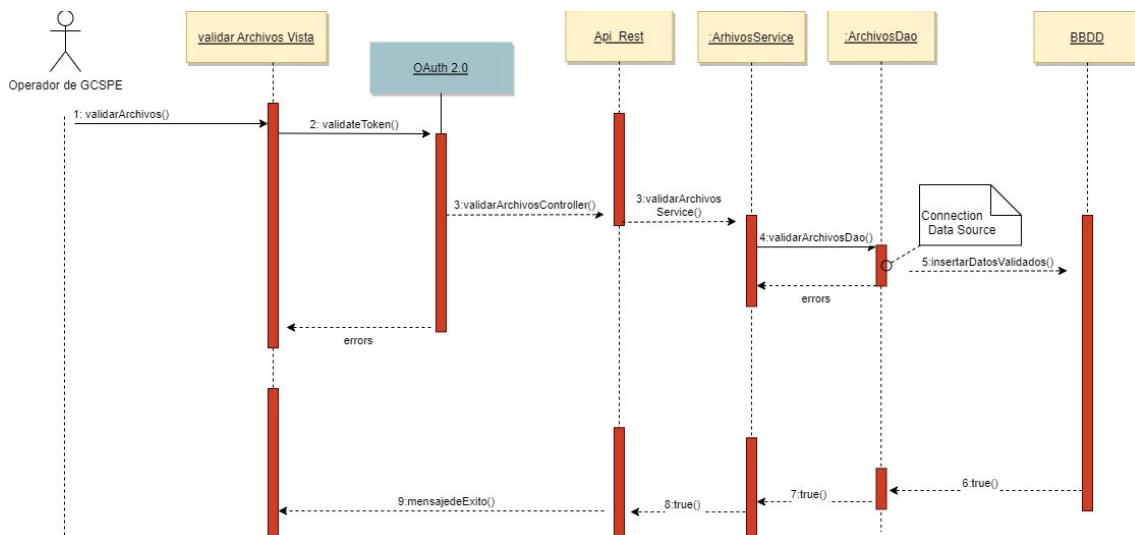 validar Archivos Vista
Api_Rest
:ArhivosService
:ArchivosDao
BBDD
OAuth 2.0
Operador de GCSPE
1: validarArchivos()
2: validateToken()
3:validarArchivosController()
3:validarArchivos
Service()
Connection
Data Source
4:validarArchivosDao()
5:insertarDatosValidados()
errors
errors
6:true()
7:true()
8:true()
9:mensajedeExito()